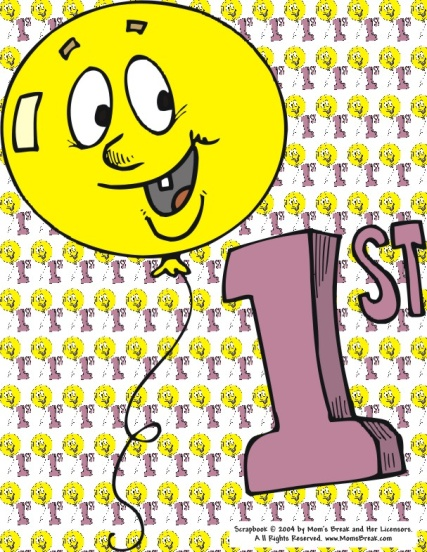 1ST
Scrapbook © 2004 by Mom's Break and Her Licensors.
All Rights Reserved. www.MomsBreak.com